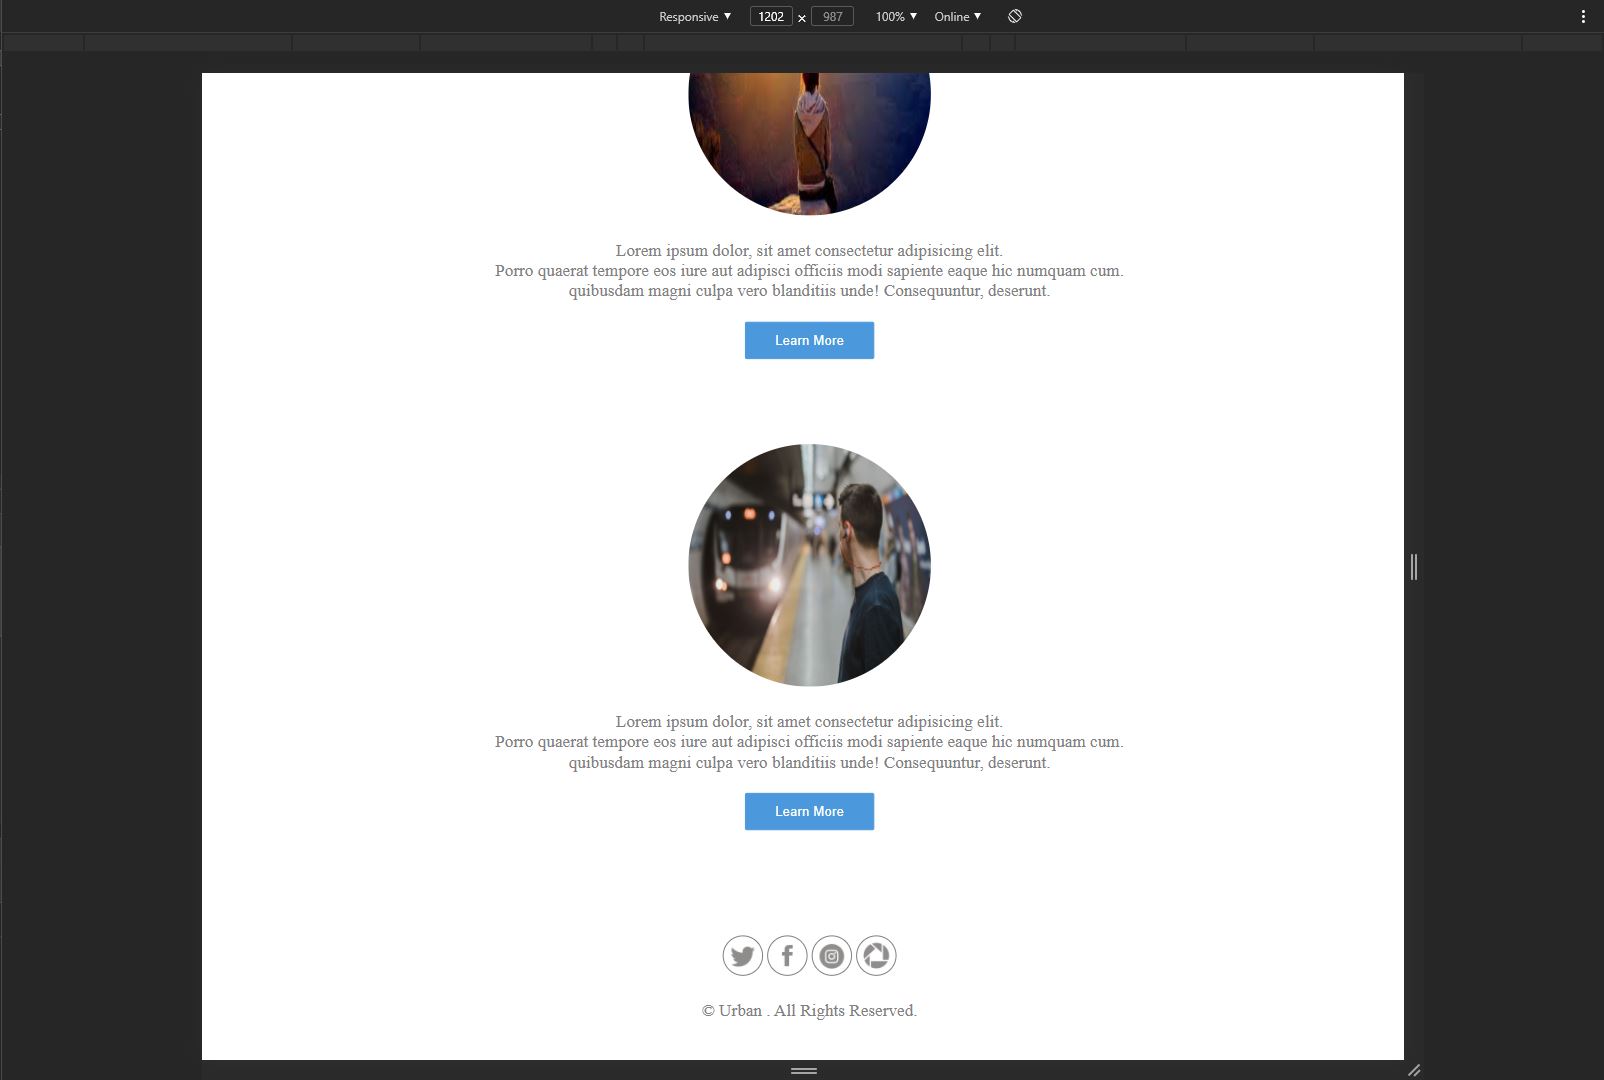 Responsive ▼ 1202 × 987 100% ▼ Online ▼
Lorem ipsum dolor, sit amet consectetur adipisicing elit.
Porro quaerat tempore eos iure aut adipisci officiis modi sapiente eaque hic numquam cum.
quibusdam magni culpa vero blanditiis unde! Consequuntur, deserunt.
Learn More
Lorem ipsum dolor, sit amet consectetur adipisicing elit.
Porro quaerat tempore eos iure aut adipisci officiis modi sapiente eaque hic numquam cum.
quibusdam magni culpa vero blanditiis unde! Consequuntur, deserunt.
Learn More
© Urban . All Rights Reserved.